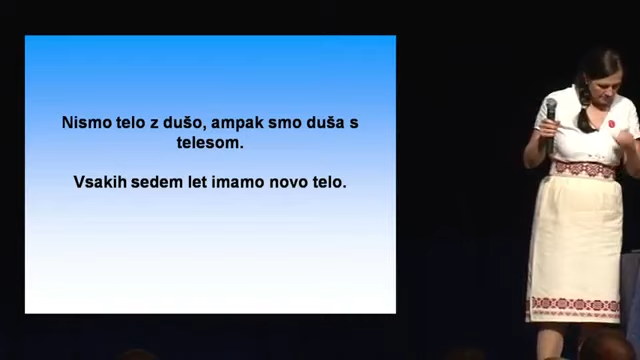 Nismo telo z dušo, ampak smo duša s
telesom.
Vsakih sedem let imamo novo telo.